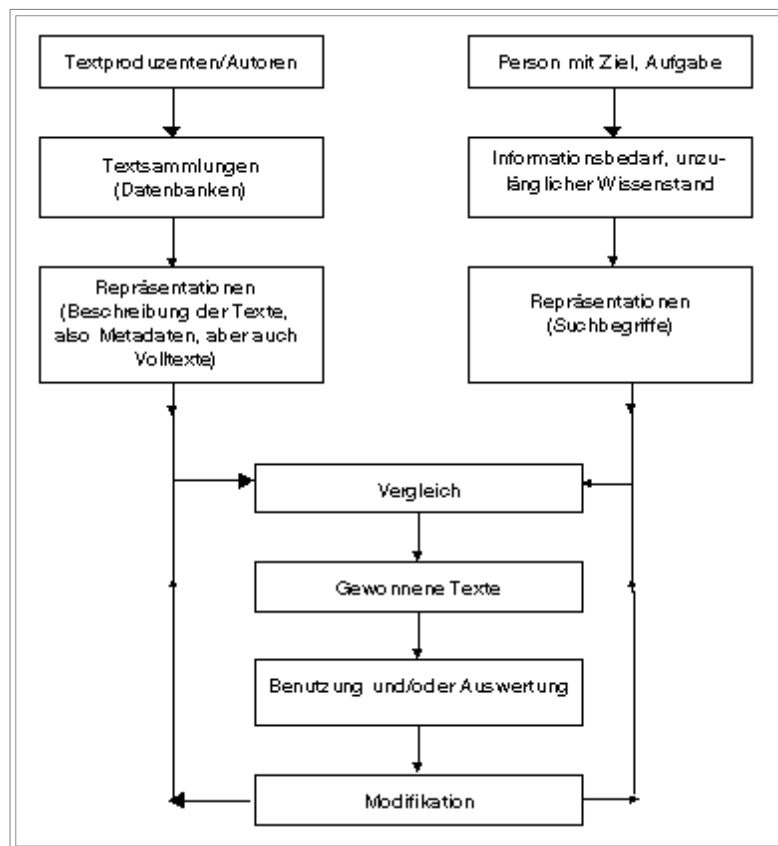 Textproduzenten/Autoren
Textsammlungen
(Datenbanken)
Repräsentationen
(Beschreibung der Texte,
also Metadaten, aber auch
Volltexte)
Person mit Ziel, Aufgabe
Informationsbedarf, unzu-
länglicher Wissenstand
Repräsentationen
(Suchbegriffe)
Vergleich
Gewonnene Texte
Benutzung und/oder Auswertung
Modifikation